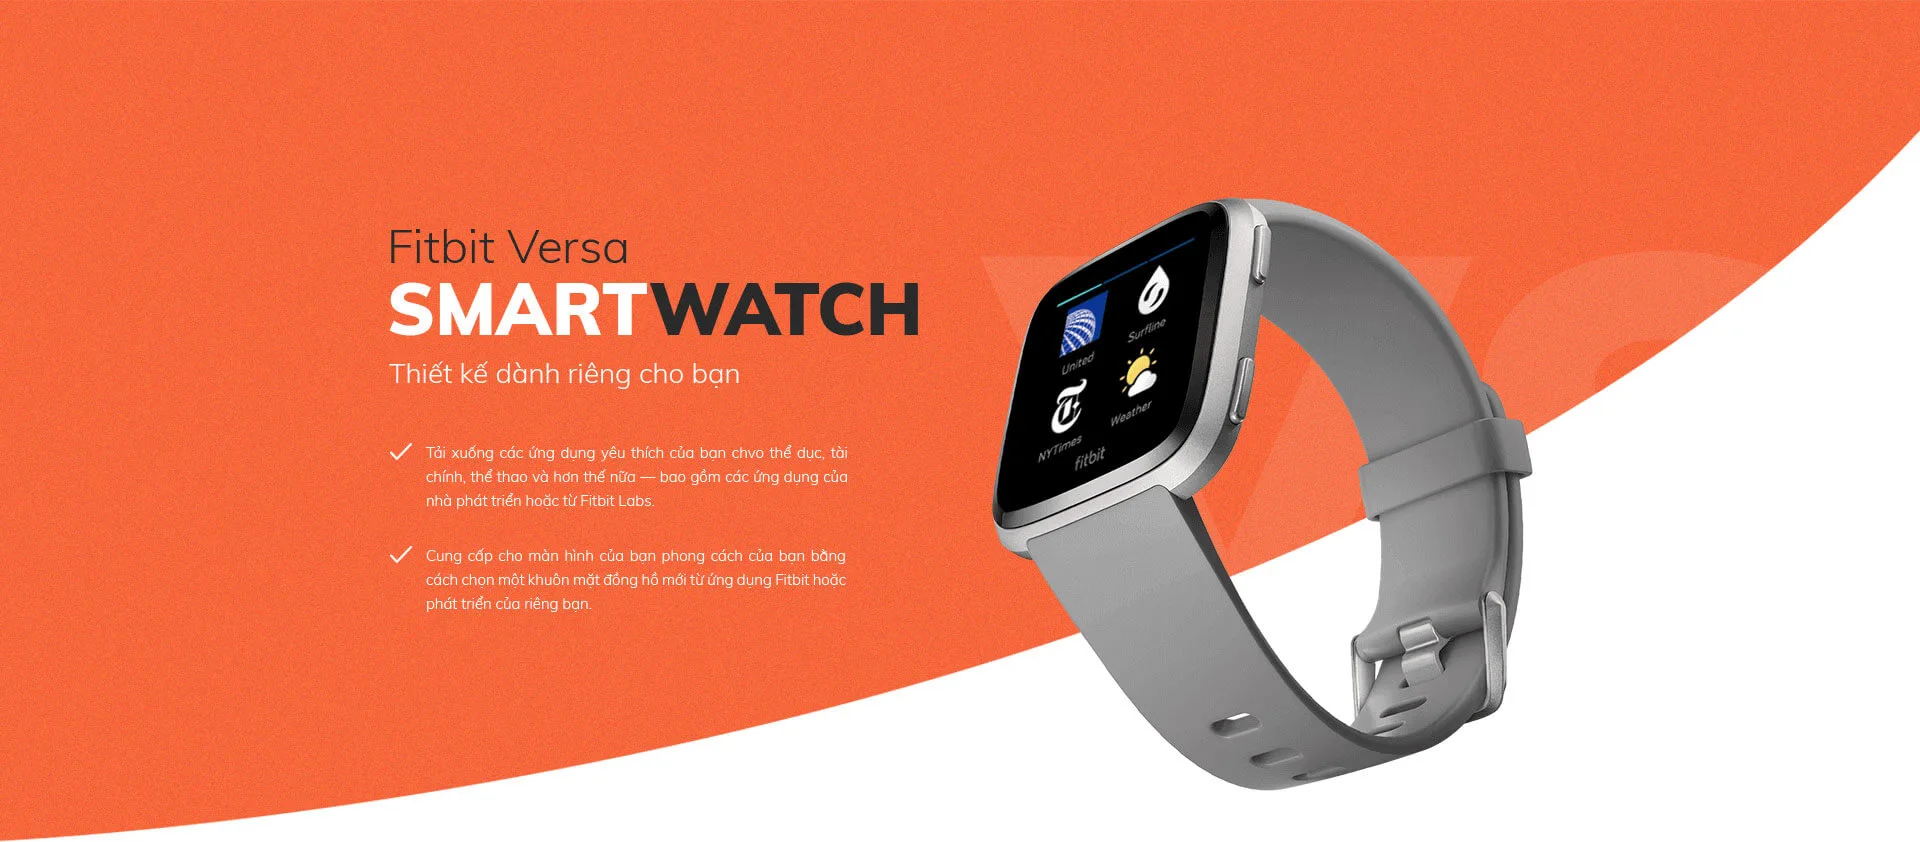 Fitbit Versa
SMARTWATCH
Thiết kế dành riêng cho bạn
Tải xuống các ứng dụng yêu thích của bạn chvo thể dục, tài
chính, thể thao và hơn thế nữa — bao gồm các ứng dụng của
nhà phát triển hoặc từ Fitbit Labs.
Cung cấp cho màn hình của bạn phong cách của bạn bằng
cách chọn một khuôn mặt đồng hồ mới từ ứng dụng Fitbit hoặc
phát triển của riêng bạn.
United
Surfline
NYTimes
Weather
fitbit